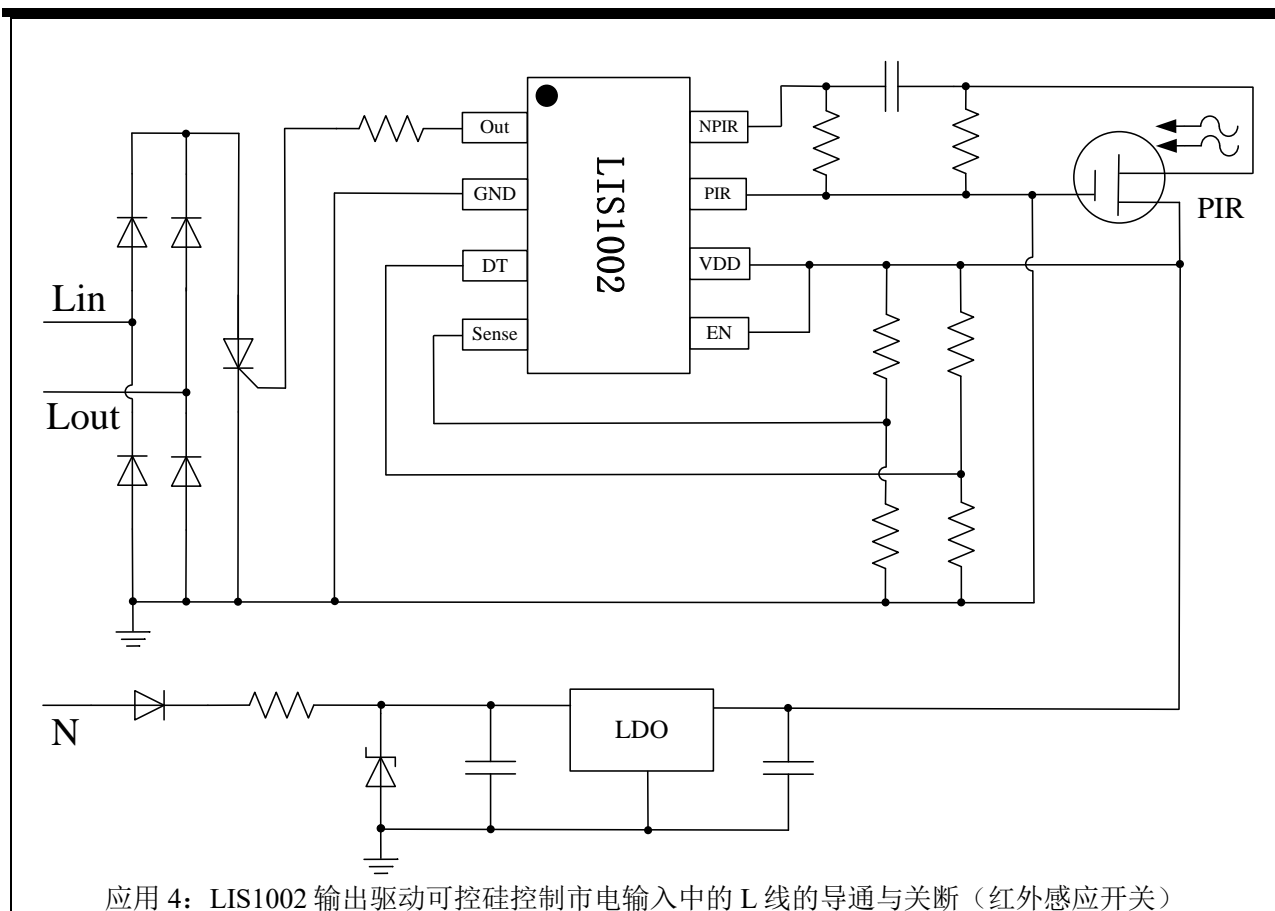 Out
GND
DT
Sense
LIS1002
NPIR
PIR
VDD
EN
PIR
Lin
Lout
N
LDO
应用 4：LIS1002 输出驱动可控硅控制市电输入中的 L 线的导通与关断（红外感应开关）